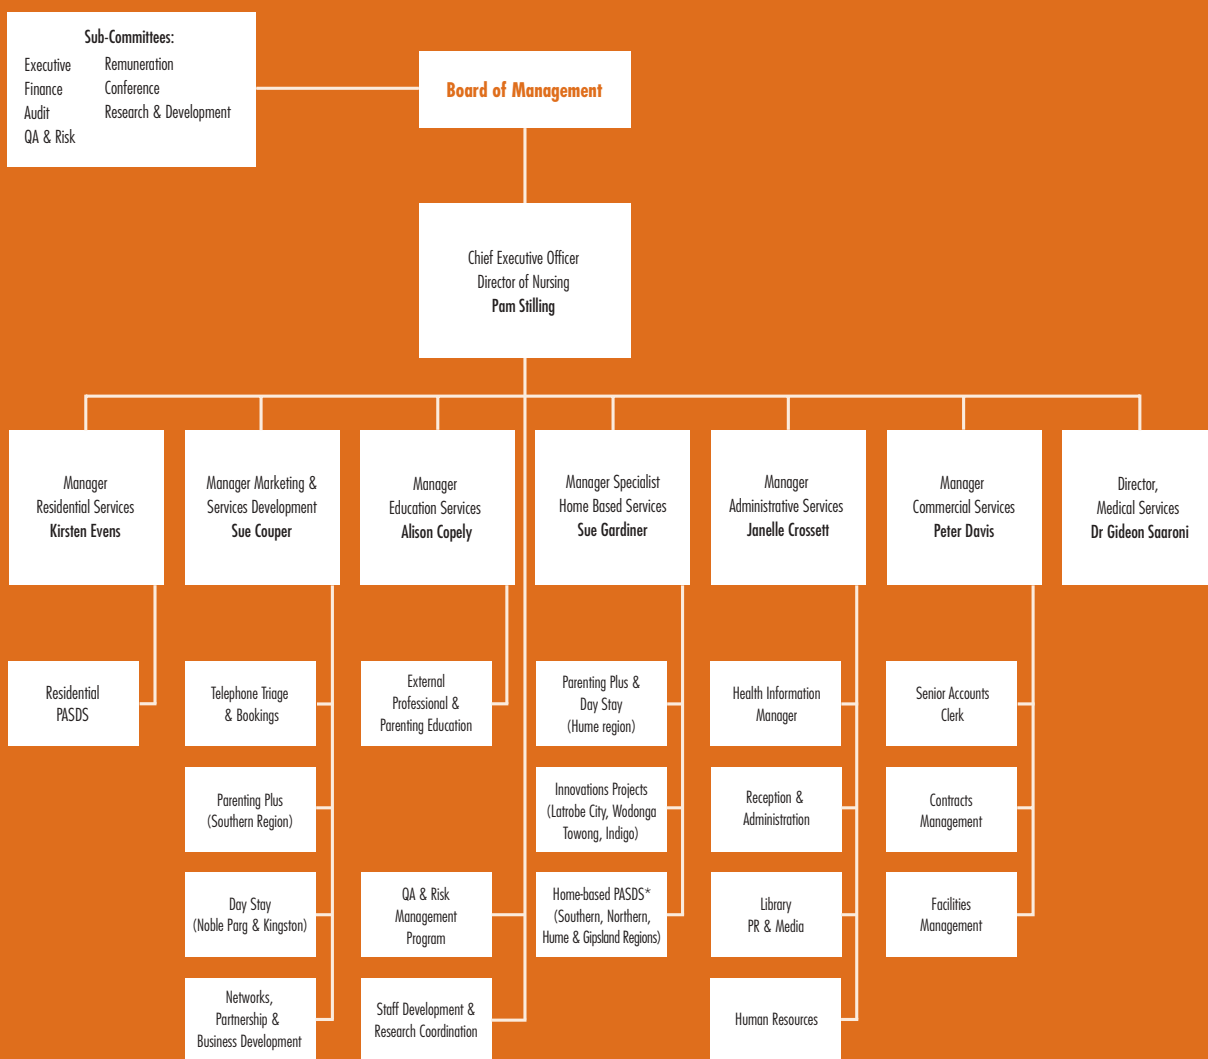 Sub-Committees:
Executive
Finance
Audit
QA & Risk
Remuneration
Conference
Research & Development
Board of Management
Chief Executive Officer
Director of Nursing
Pam Stilling
Manager
Residential Services
Kirsten Evens
Manager Marketing &
Services Development
Sue Couper
Manager
Education Services
Alison Copely
Manager Specialist
Home Based Services
Sue Gardiner
Manager
Administrative Services
Janelle Crossett
Manager
Commercial Services
Peter Davis
Director,
Medical Services
Dr Gideon Saaroni
Residential
PASDS
Telephone Triage
& Bookings
External
Professional &
Parenting Education
Parenting Plus &
Day Stay
(Hume region)
Health Information
Manager
Senior Accounts
Clerk
Parenting Plus
(Southern Region)
Innovations Projects
(Latrobe City, Wodonga
Towong, Indigo)
Reception &
Administration
Contracts
Management
Day Stay
(Noble Parg & Kingston)
QA & Risk
Management
Program
Home-based PASDS*
(Southern, Northern,
Hume & Gipsland Regions)
Library
PR & Media
Facilities
Management
Networks,
Partnership &
Business Development
Staff Development &
Research Coordination
Human Resources